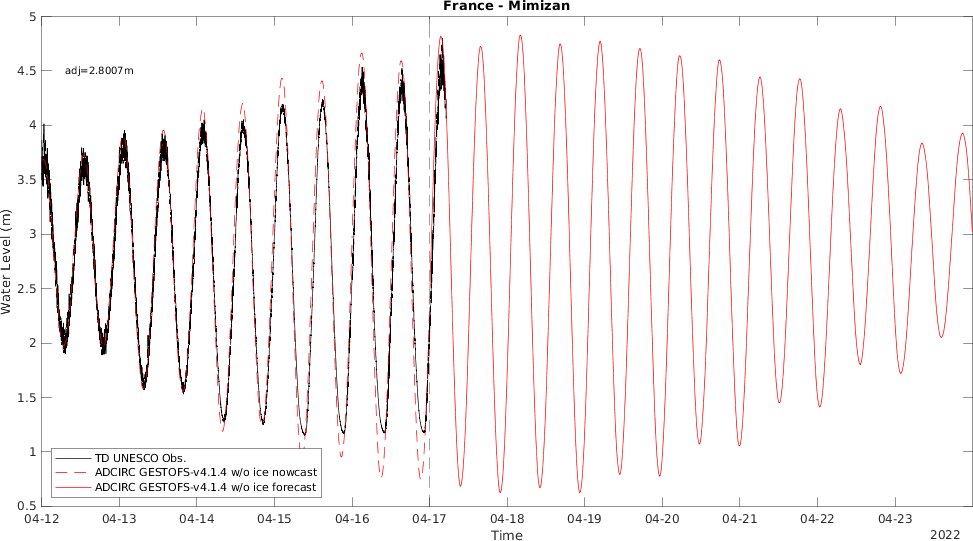 France - Mimizan
5
4.5
4
3.5
3
2.5
2
1.5
1
0.5
Water Level (m)
adj=2.8007m
TD UNESCO Obs.
ADCIRC GESTOFS-v4.1.4 w/o ice nowcast
ADCIRC GESTOFS-v4.1.4 w/o ice forecast
04-12 04-13 04-14 04-15 04-16 04-17 04-18 04-19 04-20 04-21 04-22 04-23
Time
2022